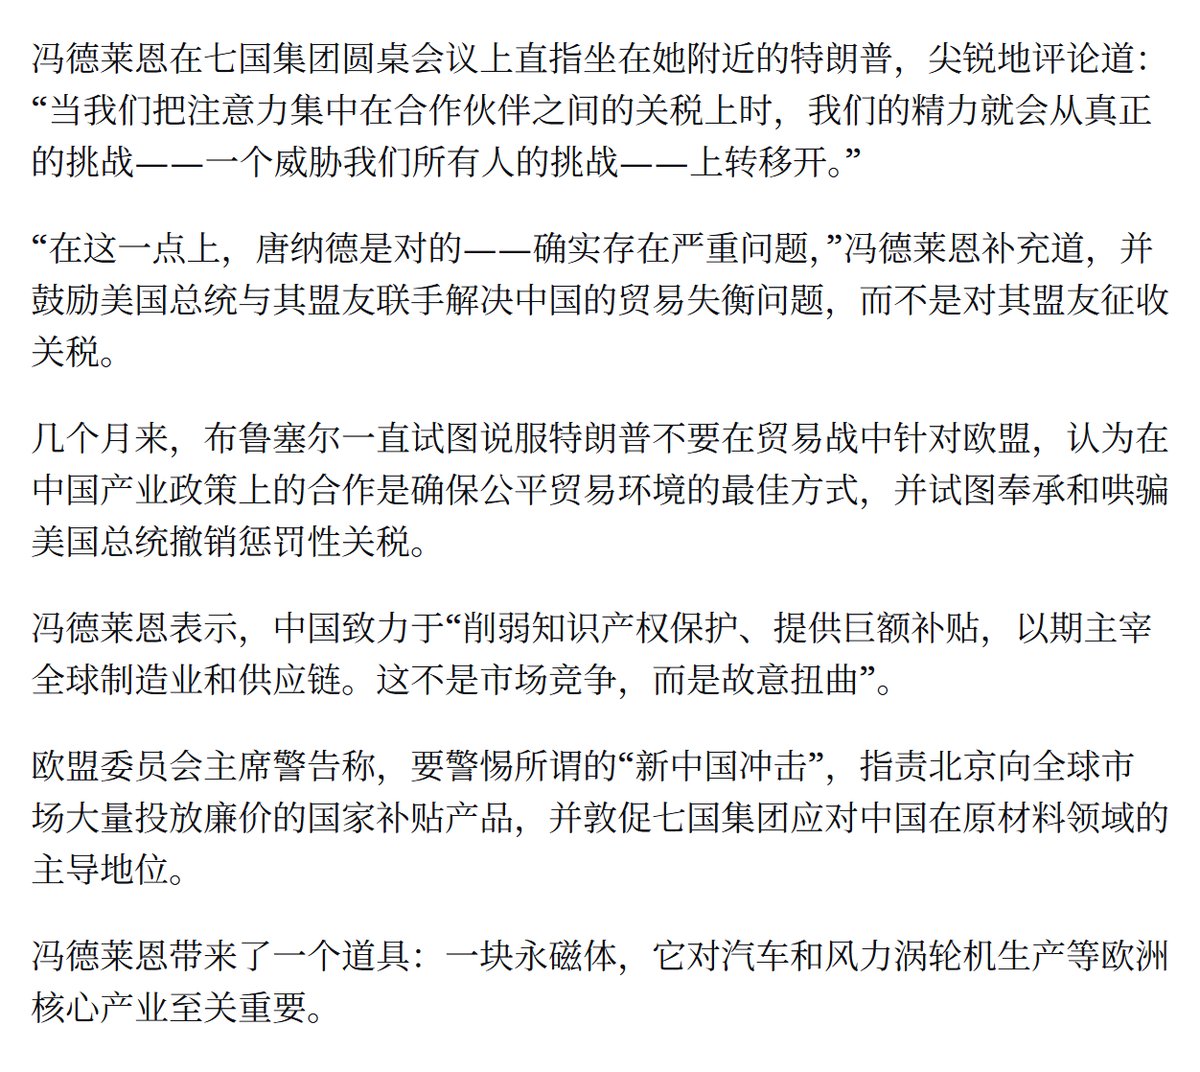 冯德莱恩在七国集团圆桌会议上直指坐在她附近的特朗普，尖锐地评论道：
“当我们把注意力集中在合作伙伴之间的关税上时，我们的精力就会从真正
的挑战——一个威胁我们所有人的挑战——上转移开。”
“在这一点上，唐纳德是对的——确实存在严重问题，”冯德莱恩补充道，并
鼓励美国总统与其盟友联手解决中国的贸易失衡问题，而不是对其盟友征收
关税。
几个月来，布鲁塞尔一直试图说服特朗普不要在贸易战中针对欧盟，认为在
中国产业政策上的合作是确保公平贸易环境的最佳方式，并试图奉承和哄骗
美国总统撤销惩罚性关税。
冯德莱恩表示，中国致力于“削弱知识产权保护、提供巨额补贴，以期主宰
全球制造业和供应链。这不是市场竞争，而是故意扭曲”。
欧盟委员会主席警告称，要警惕所谓的“新中国冲击”，指责北京向全球市
场大量投放廉价的国家补贴产品，并敦促七国集团应对中国在原材料领域的
主导地位。
冯德莱恩带来了一个道具：一块永磁体，它对汽车和风力涡轮机生产等欧洲
核心产业至关重要。